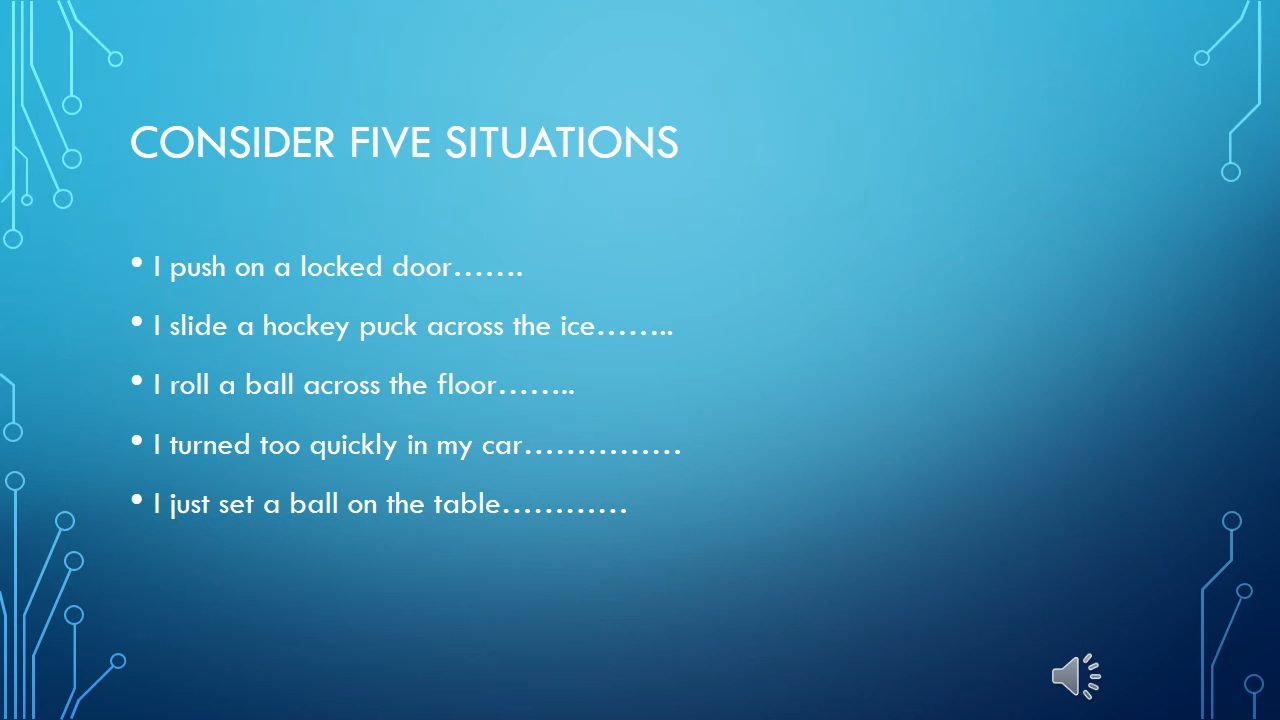 CONSIDER FIVE SITUATIONS
• I push on a locked door.......
• I slide a hockey puck across the ice........
• I roll a ball across the floor........
• I turned too quickly in my car...............
• I just set a ball on the table............